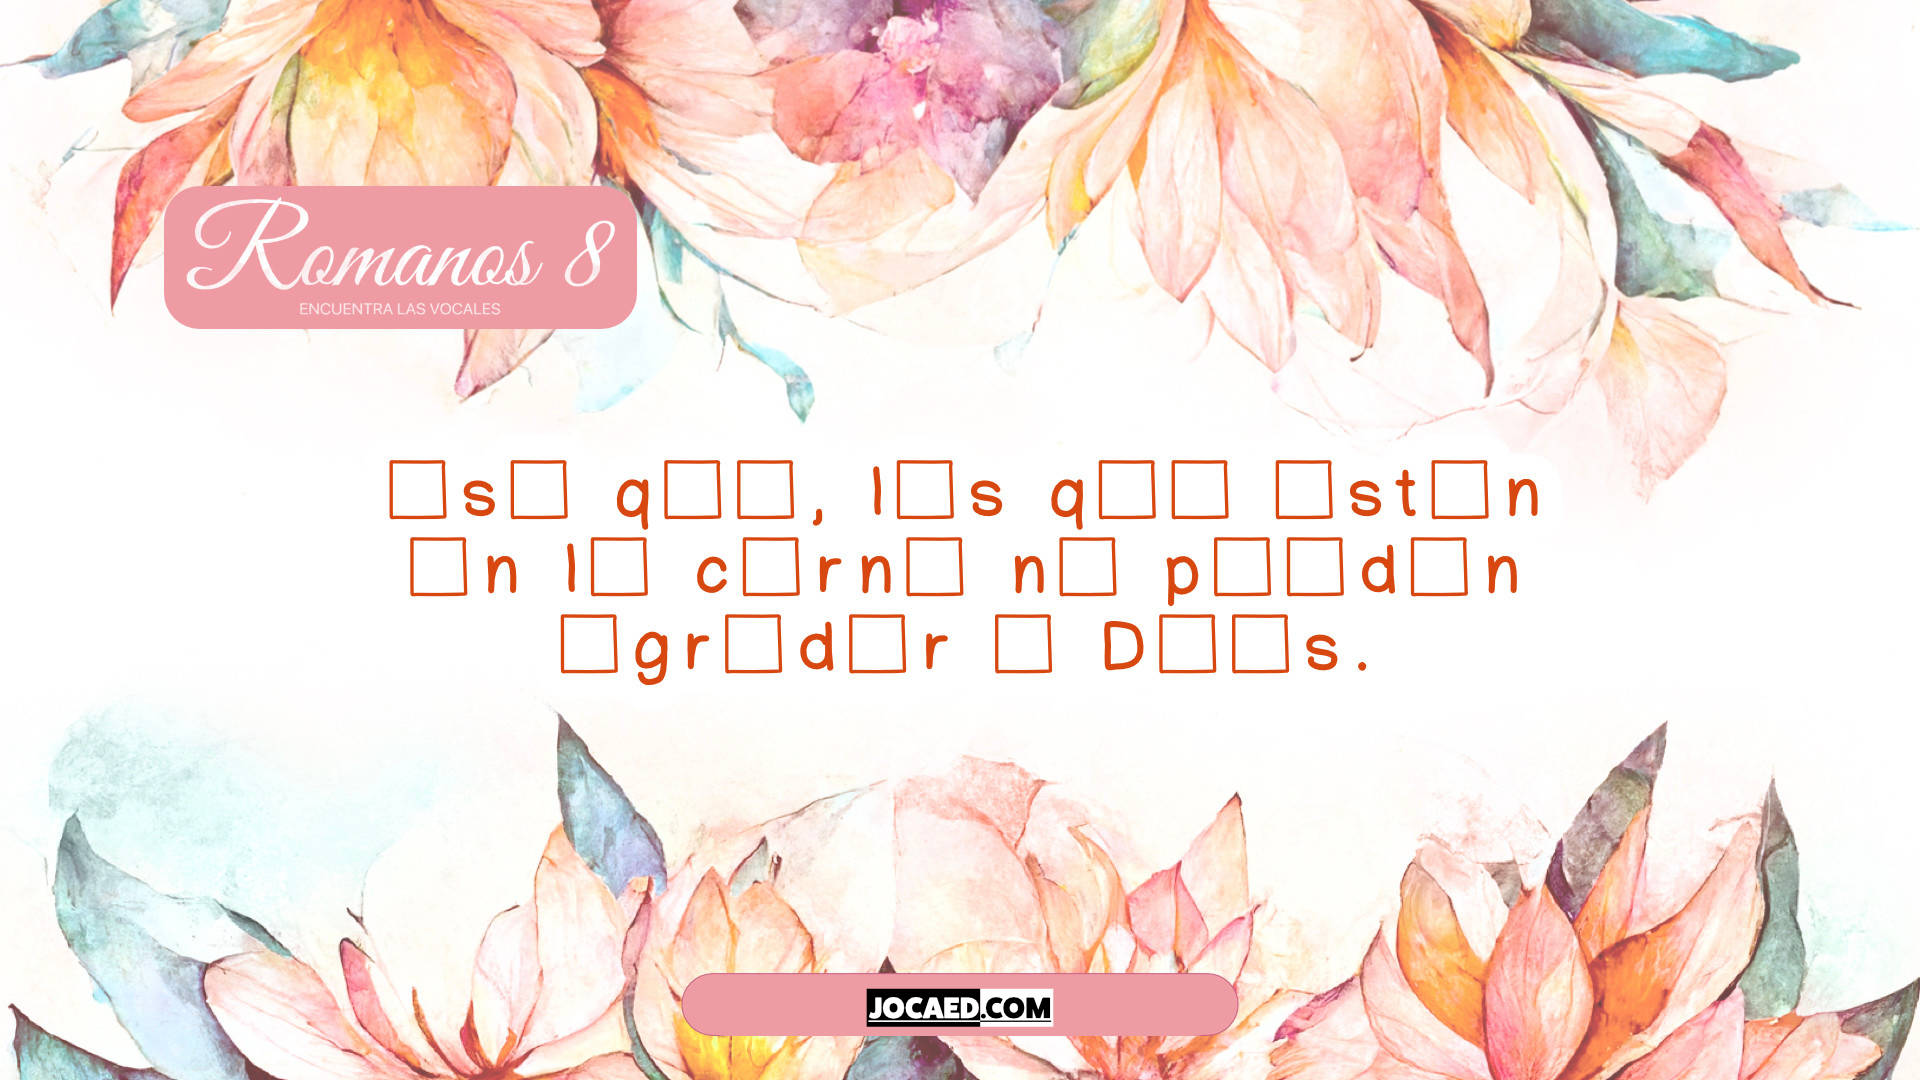 Romanos 8
ENCUENTRA LAS VOCALES
□s□ q□□, l□s q□□ □st□n
□n l□ c□rn□ n□ p□□d□n
□gr□d□r □ D□□s.
JOCAED.COM